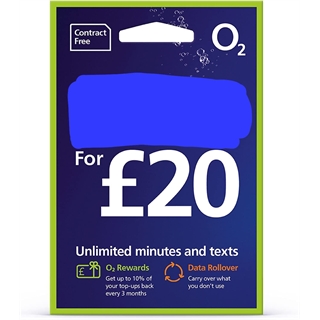 Contract
Free
O2
For
£20
Unlimited minutes and texts
O2 Rewards
Get up to 10% of
your top-ups back
every 3 months
Data Rollover
Carry over what
you don't use